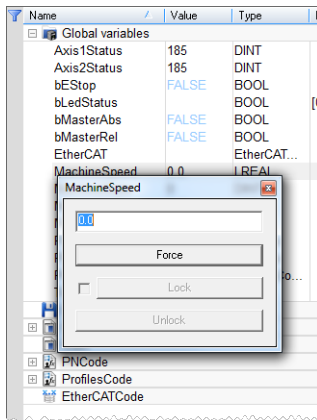 Name / Value Type
Global variables
Axis1Status 185 DINT
Axis2Status 185 DINT
bEStop FALSE BOOL
bLedStatus BOOL
bMasterAbs FALSE BOOL
bMasterRel FALSE BOOL
EtherCAT EtherCAT...
MachineSpeed 0.0 LREAL
MachineSpeed
0.0
Force
Lock
Unlock
PNCode
ProfilesCode
EtherCATCode